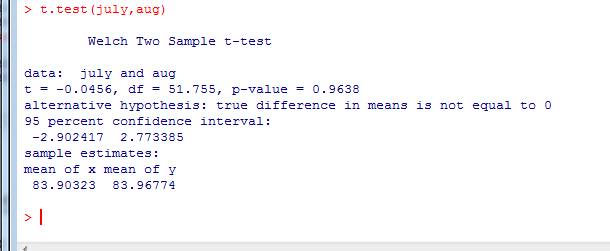 > t.test(july,aug)
Welch Two Sample t-test
data:  july and aug
t = -0.0456, df = 51.755, p-value = 0.9638
alternative hypothesis: true difference in means is not equal to 0
95 percent confidence interval:
 -2.902417  2.773385
sample estimates:
mean of x mean of y
 83.90323  83.96774
>